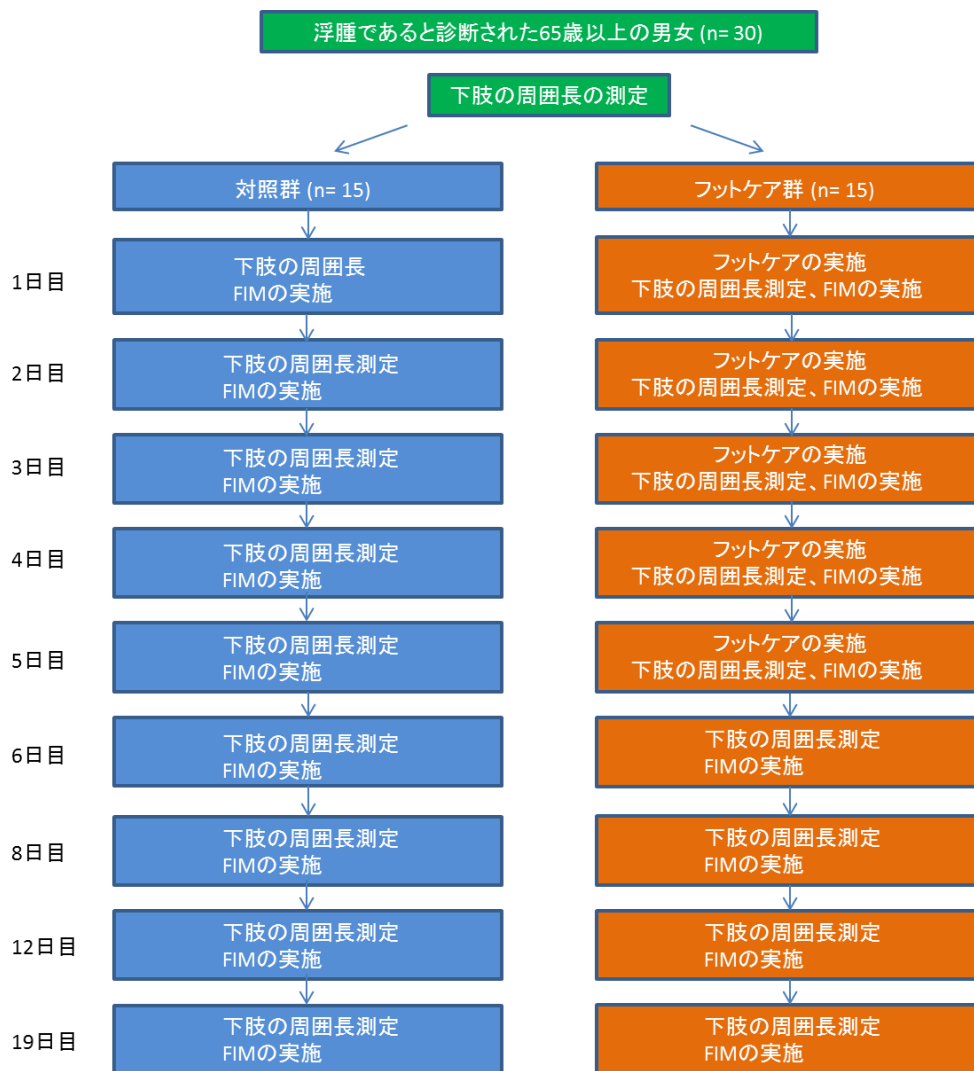 浮腫であると診断された65歳以上の男女 (n= 30)
下肢の周囲長の測定
対照群 (n= 15)
フットケア群 (n= 15)
1日目
下肢の周囲長
FIMの実施
フットケアの実施
下肢の周囲長測定、FIMの実施
2日目
下肢の周囲長測定
FIMの実施
フットケアの実施
下肢の周囲長測定、FIMの実施
3日目
下肢の周囲長測定
FIMの実施
フットケアの実施
下肢の周囲長測定、FIMの実施
4日目
下肢の周囲長測定
FIMの実施
フットケアの実施
下肢の周囲長測定、FIMの実施
5日目
下肢の周囲長測定
FIMの実施
フットケアの実施
下肢の周囲長測定、FIMの実施
6日目
下肢の周囲長測定
FIMの実施
下肢の周囲長測定
FIMの実施
8日目
下肢の周囲長測定
FIMの実施
下肢の周囲長測定
FIMの実施
12日目
下肢の周囲長測定
FIMの実施
下肢の周囲長測定
FIMの実施
19日目
下肢の周囲長測定
FIMの実施
下肢の周囲長測定
FIMの実施